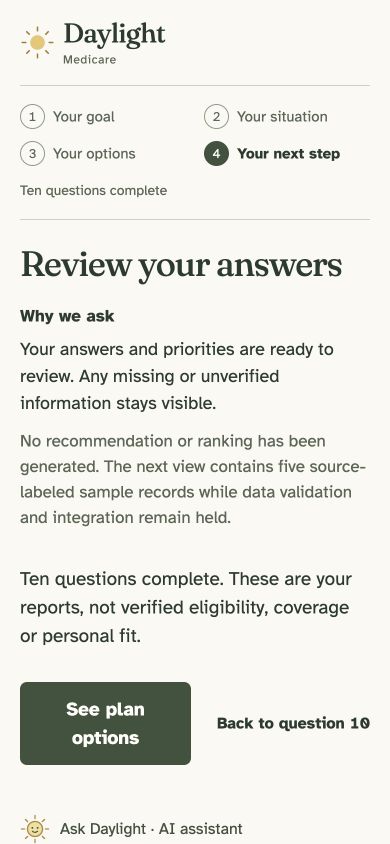 Daylight
Medicare
1 Your goal
2 Your situation
3 Your options
4 Your next step
Ten questions complete
Review your answers
Why we ask
Your answers and priorities are ready to
review. Any missing or unverified
information stays visible.
No recommendation or ranking has been
generated. The next view contains five source-
labeled sample records while data validation
and integration remain held.
Ten questions complete. These are your
reports, not verified eligibility, coverage
or personal fit.
See plan
options
Back to question 10
Ask Daylight · AI assistant